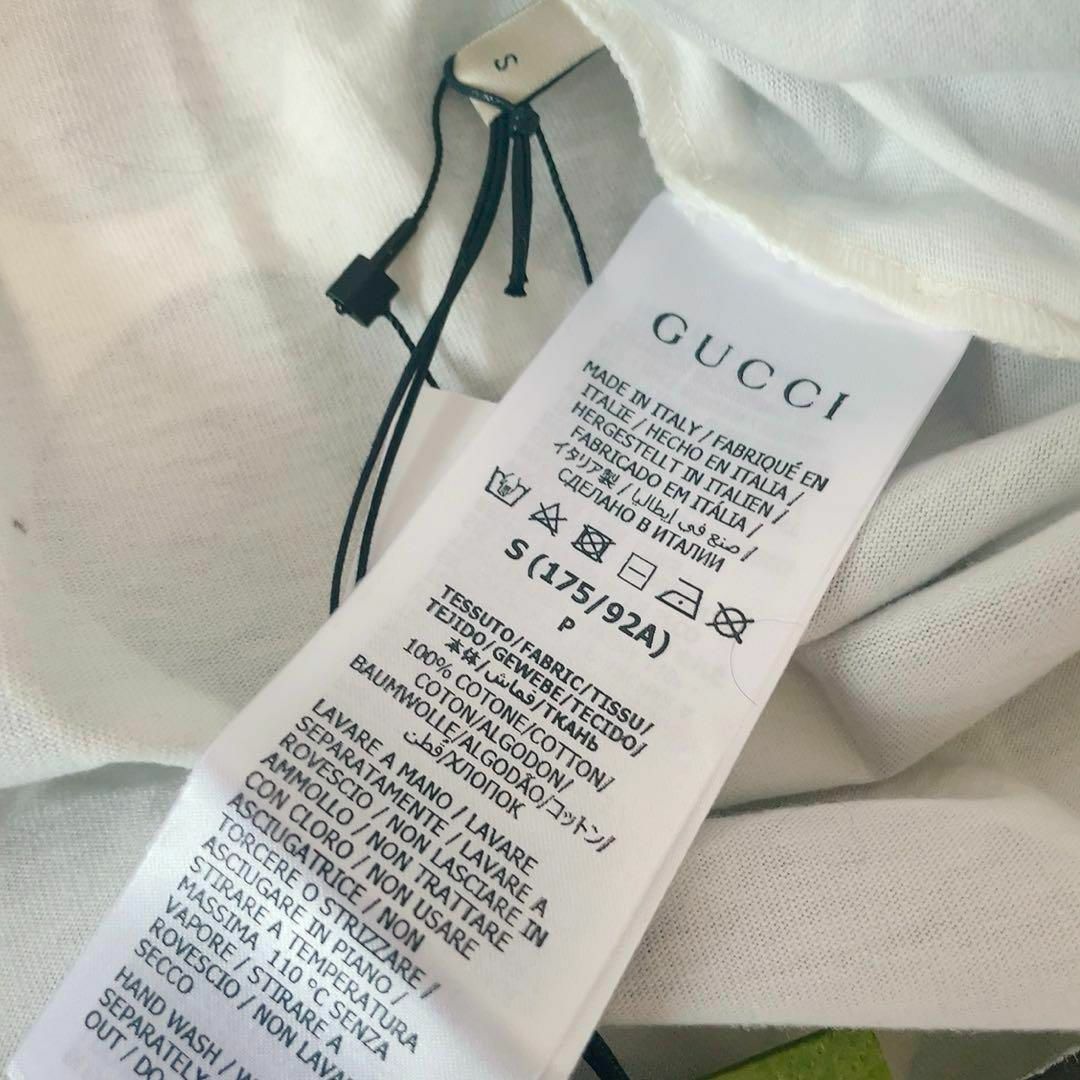 S
GUCCI
MADE IN ITALY / FABRIQUÉ EN
ITALIE / HECHO EN ITALIA /
HERGESTELLT IN ITALIEN /
FABRICADO EM ITÁLIA /
イタリア製 / صنع في إيطاليا /
СДЕЛАНО В ИТАЛИИ
S (175/92A)
P
TESSUTO/FABRIC/TISSU/
TEJIDO/GEWEBE/TECIDO/
本体/قماش/ТКАНЬ
100% COTONE/COTTON/
COTON/ALGODON/
BAUMWOLLE/ALGODÃO/コットン/
قطن/ХЛОПОК
LAVARE A MANO / LAVARE
SEPARATAMENTE / LAVARE A
ROVESCIO / NON LASCIARE IN
AMMOLLO / NON TRATTARE
CON CLORO / NON USARE
ASCIUGATRICE / NON
TORCERE O STRIZZARE /
ASCIUGARE IN PIANO /
STIRARE A TEMPERATURA
MASSIMA 110 °C SENZA
VAPORE / STIRARE A
ROVESCIO / NON LAVA
SECCO
HAND WASH / W
SEPARATELY
OUT / DO